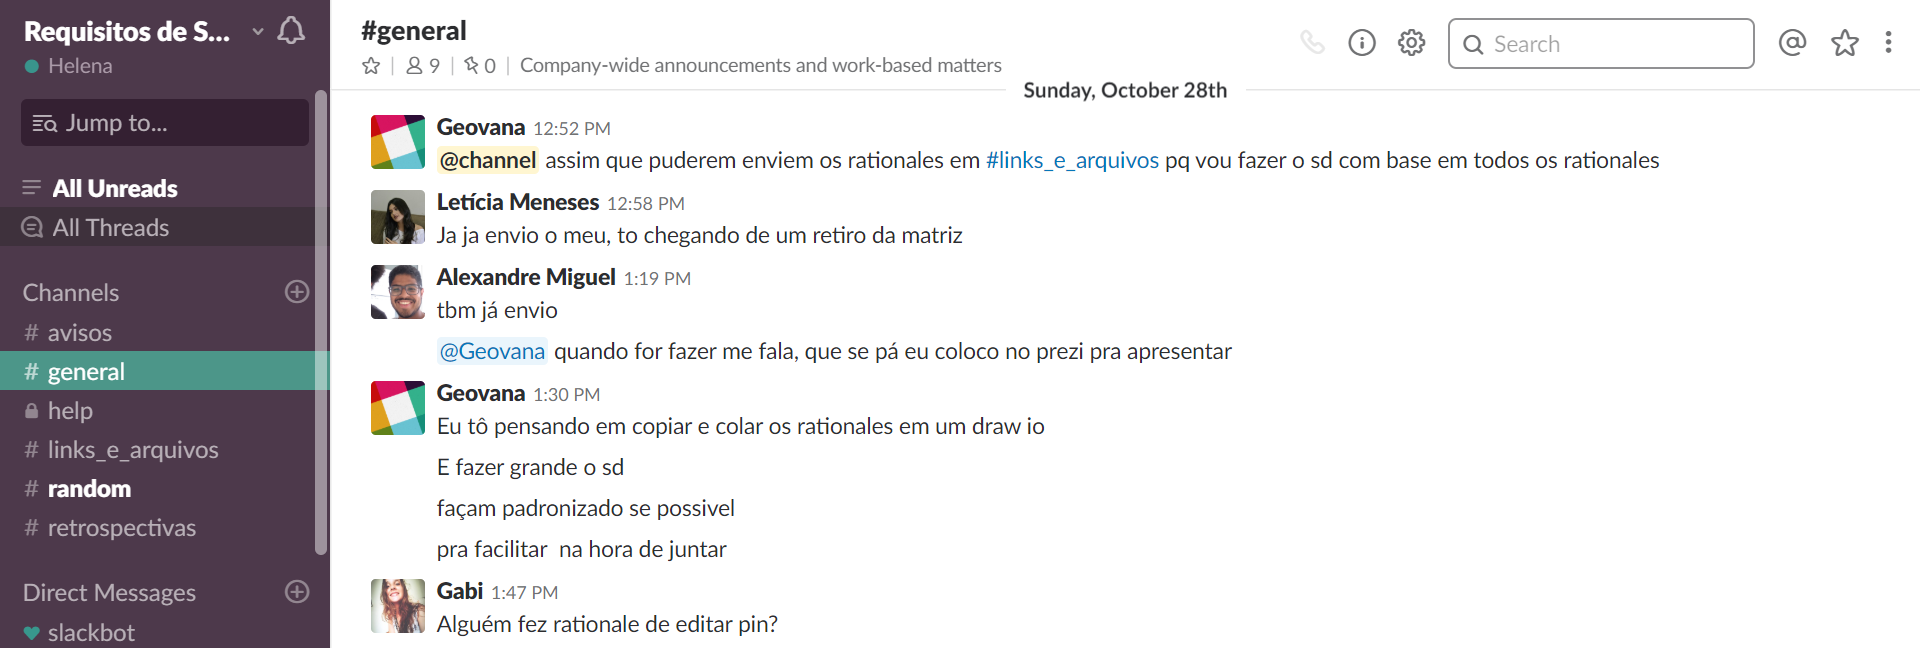 Requisitos de S...
Helena
Jump to...
All Unreads
All Threads
Channels
# avisos
# general
help
# links_e_arquivos
# random
# retrospectivas
Direct Messages
slackbot
#general
9 | 0 | Company-wide announcements and work-based matters
Search
Sunday, October 28th
Geovana 12:52 PM
@channel assim que puderem enviem os rationales em #links_e_arquivos pq vou fazer o sd com base em todos os rationales
Letícia Meneses 12:58 PM
Ja ja envio o meu, to chegando de um retiro da matriz
Alexandre Miguel 1:19 PM
tbm já envio
@Geovana quando for fazer me fala, que se pá eu coloco no prezi pra apresentar
Geovana 1:30 PM
Eu tô pensando em copiar e colar os rationales em um draw io
E fazer grande o sd
façam padronizado se possivel
pra facilitar  na hora de juntar
Gabi 1:47 PM
Alguém fez rationale de editar pin?